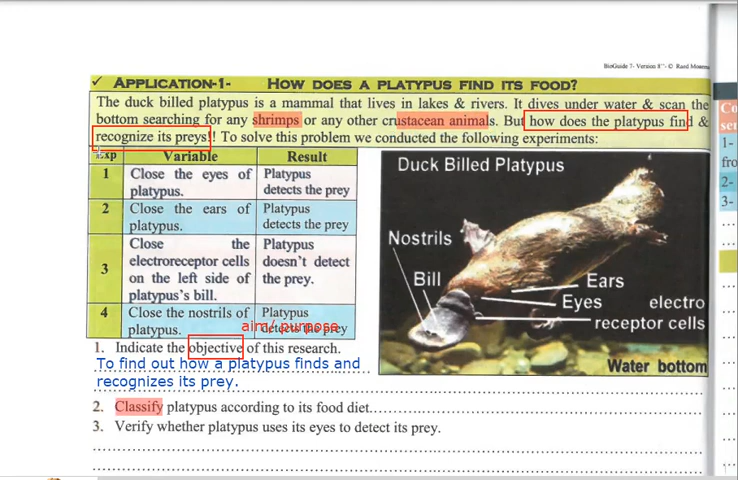 BioGuide 7- Version 8th- © Raed
✓ APPLICATION-1- HOW DOES A PLATYPUS FIND ITS FOOD?
The duck billed platypus is a mammal that lives in lakes & rivers. It dives under water & scan the
bottom searching for any shrimps or any other crustacean animals. But how does the platypus find &
recognize its preys!! To solve this problem we conducted the following experiments:
Exp Variable Result
1 Close the eyes of platypus. Platypus detects the prey
2 Close the ears of platypus. Platypus detects the prey
3 Close the electroreceptor cells on the left side of platypus's bill. Platypus doesn't detect the prey.
4 Close the nostrils of platypus. Platypus detects the prey
Duck Billed Platypus
Nostrils
Bill
Ears
Eyes
electro
receptor cells
Water bottom
aim/ purpose
1. Indicate the objective of this research.
To find out how a platypus finds and
recognizes its prey.
2. Classify platypus according to its food diet.
3. Verify whether platypus uses its eyes to detect its prey.
Co
ser
1-
fro
2-
3-